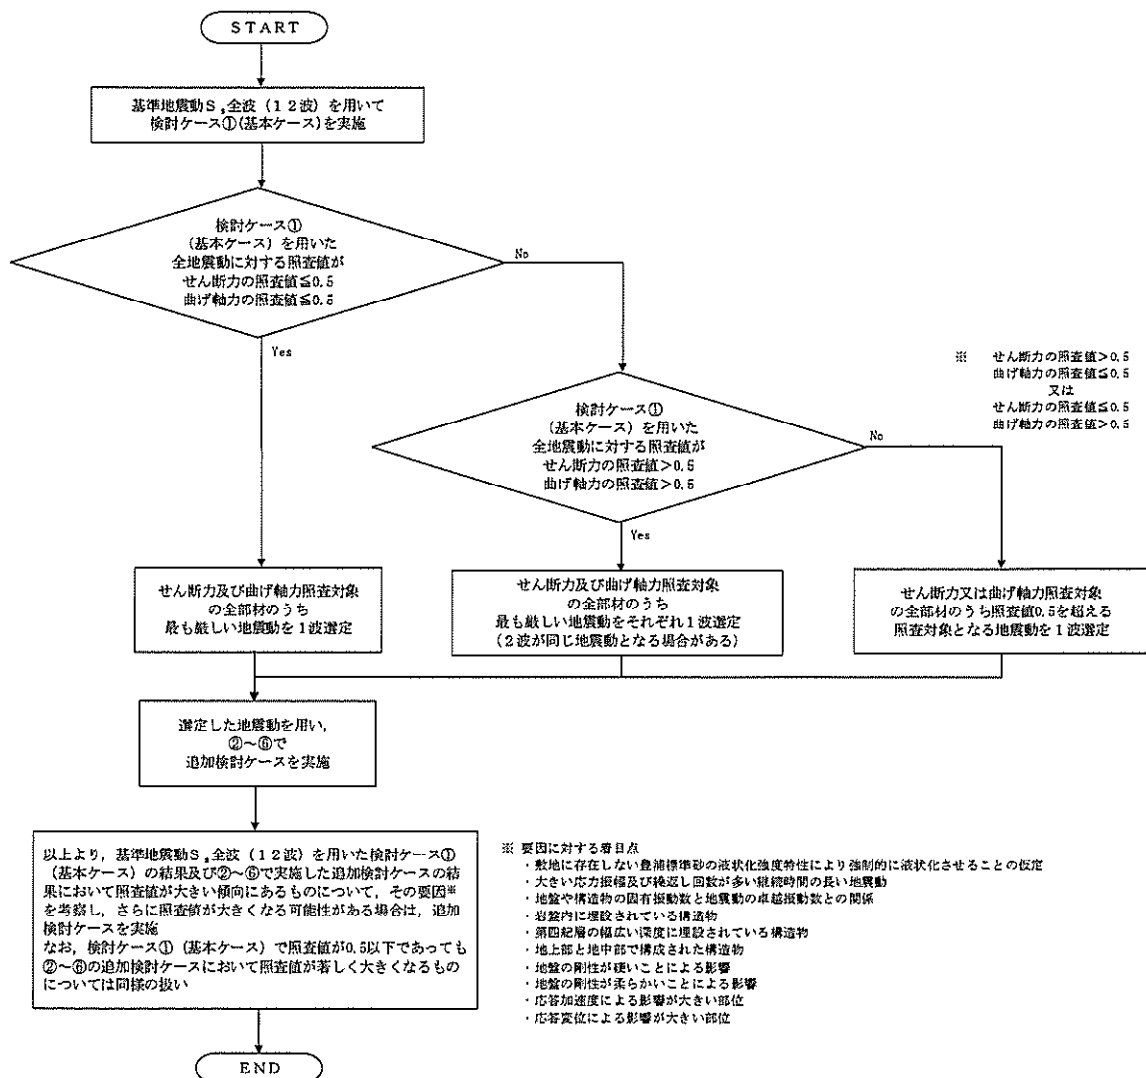 START
基準地震動Ｓｓ全波（１２波）を用いて
検討ケース①(基本ケース)を実施
検討ケース①
(基本ケース) を用いた
全地震動に対する照査値が
せん断力の照査値≦0.5
曲げ軸力の照査値≦0.5
No
Yes
※ せん断力の照査値＞0.5
曲げ軸力の照査値≦0.5
又は
せん断力の照査値≦0.5
曲げ軸力の照査値＞0.5
検討ケース①
(基本ケース) を用いた
全地震動に対する照査値が
せん断力の照査値＞0.5
曲げ軸力の照査値＞0.5
No
Yes
せん断力及び曲げ軸力照査対象
の全部材のうち
最も厳しい地震動を１波選定
せん断力及び曲げ軸力照査対象
の全部材のうち
最も厳しい地震動をそれぞれ１波選定
(２波が同じ地震動となる場合がある)
せん断力又は曲げ軸力照査対象
の全部材のうち照査値0.5を超える
照査対象となる地震動を１波選定
選定した地震動を用い，
②～⑥で
追加検討ケースを実施
以上より，基準地震動Ｓｓ全波（１２波）を用いた検討ケース①
（基本ケース）の結果及び②～⑥で実施した追加検討ケースの結
果において照査値が大きい傾向にあるものについて，その要因※
を考察し，さらに照査値が大きくなる可能性がある場合は，追加
検討ケースを実施
なお，検討ケース①（基本ケース）で照査値が0.5以下であっても
②～⑥の追加検討ケースにおいて照査値が著しく大きくなるもの
については同様の扱い
END
※ 要因に対する着目点
・敷地に存在しない豊浦標準砂の液状化強度特性により強制的に液状化させることの仮定
・大きい応力振幅及び繰返し回数が多い継続時間の長い地震動
・地盤や構造物の固有振動数と地震動の卓越振動数との関係
・岩盤内に埋設されている構造物
・第四紀層の幅広い深度に埋設されている構造物
・地上部と地中部で構成された構造物
・地盤の剛性が硬いことによる影響
・地盤の剛性が柔らかいことによる影響
・応答加速度による影響が大きい部位
・応答変位による影響が大きい部位